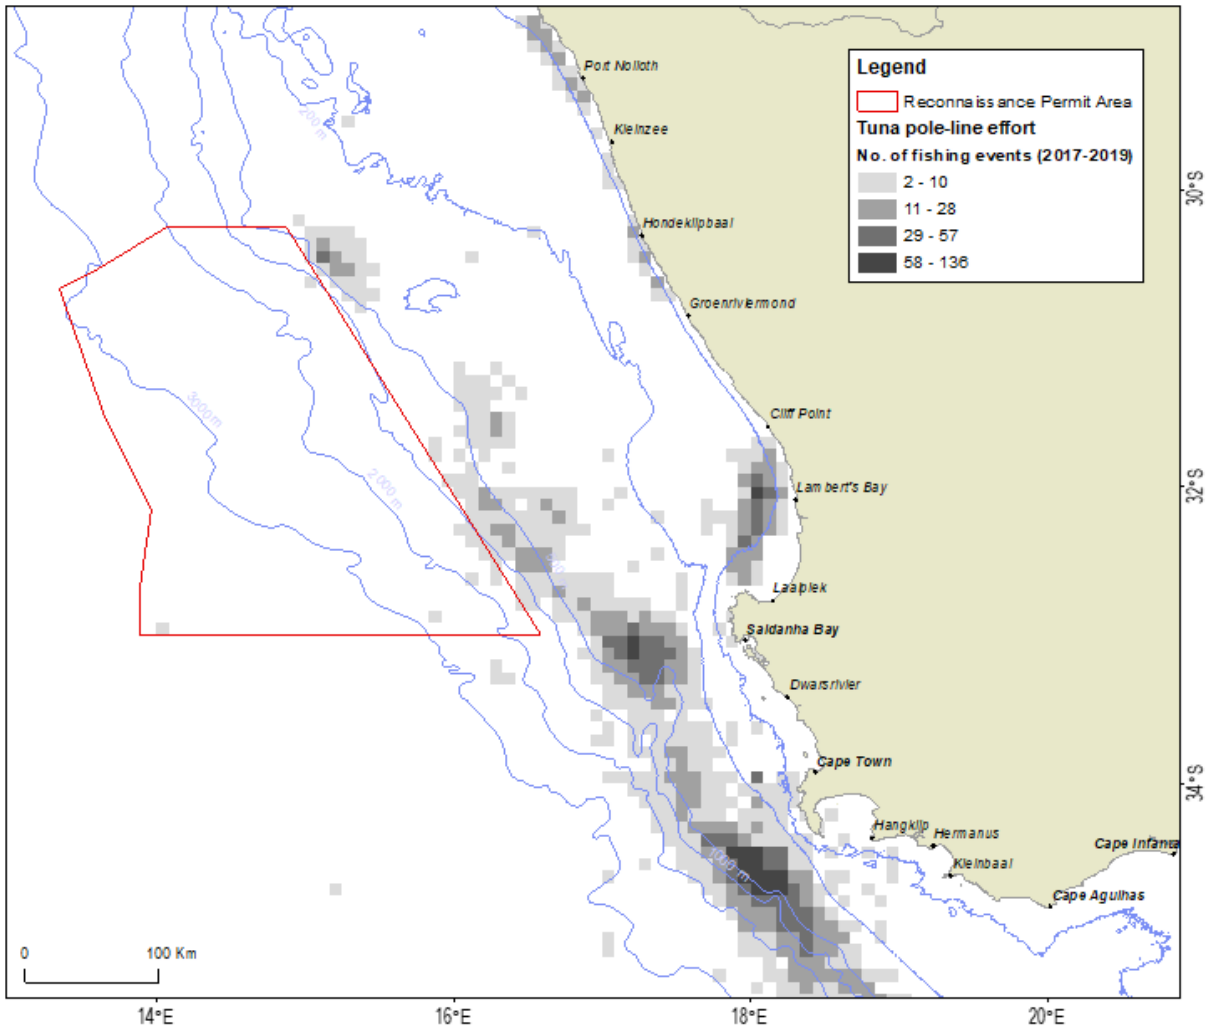 Port Nolloth
Kleinzee
Hondeklipbaai
Groenriviermond
Cliff Point
Lambert's Bay
Laaiplek
Saldanha Bay
Dwarsrivier
Cape Town
Hangklip
Hermanus
Kleinbaai
Cape Infanta
Cape Agulhas
Legend
Reconnaissance Permit Area
Tuna pole-line effort
No. of fishing events (2017-2019)
2 - 10
11 - 28
29 - 57
58 - 136
200 m
3000 m
2000 m
1000 m
30°S
32°S
34°S
0
100 Km
14°E
16°E
18°E
20°E